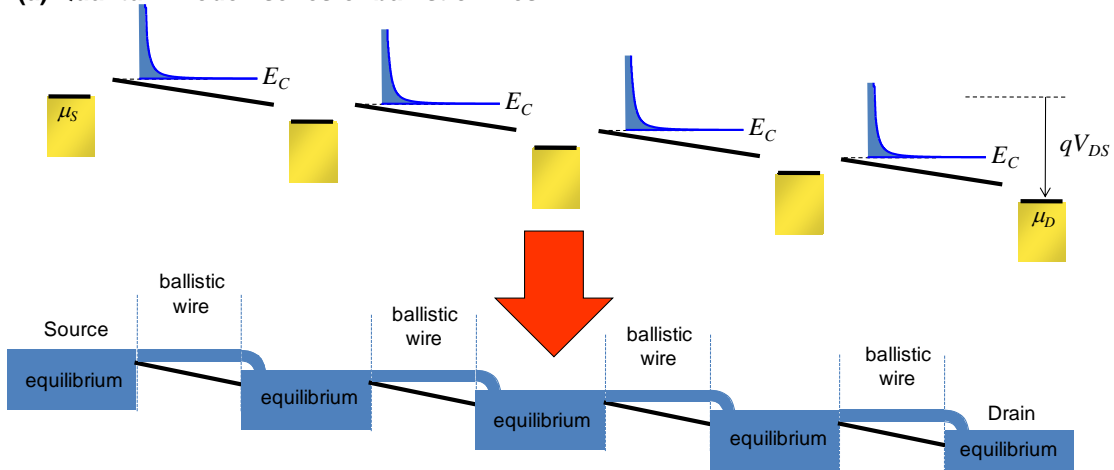 E_C
E_C
E_C
E_C
μ_S
qV_DS
μ_D
ballistic
wire
ballistic
wire
ballistic
wire
ballistic
wire
Source
equilibrium
equilibrium
equilibrium
equilibrium
Drain
equilibrium